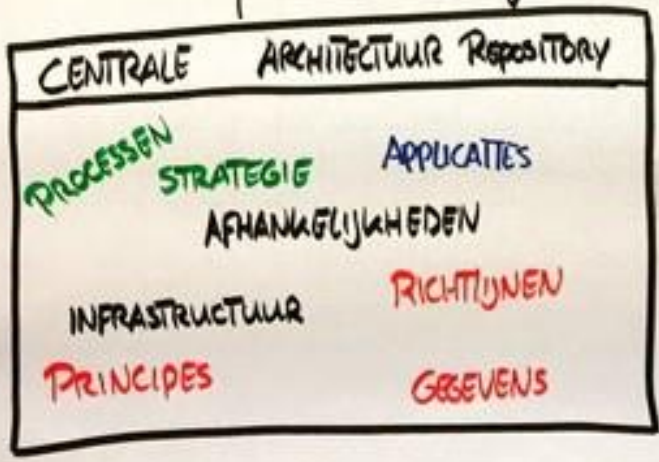 CENTRALE ARCHITECTUUR REPOSITORY
PROCESSEN
STRATEGIE
APPLICATIES
AFHANKELIJKHEDEN
RICHTLIJNEN
INFRASTRUCTUUR
PRINCIPES
GEGEVENS